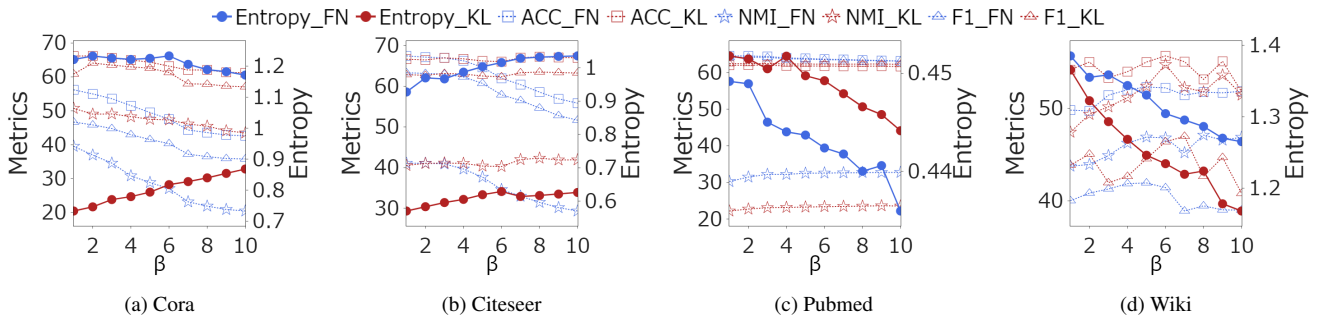 Entropy_FN Entropy_KL ACC_FN ACC_KL NMI_FN NMI_KL F1_FN F1_KL
Metrics
70
60
50
40
30
20
2 4 6 8 10
β
1.2
1.1
1
0.9
0.8
0.7
Entropy
(a) Cora
Metrics
70
60
50
40
30
2 4 6 8 10
β
1
0.9
0.8
0.7
0.6
Entropy
(b) Citeseer
Metrics
60
50
40
30
20
2 4 6 8 10
β
0.45
0.44
Entropy
(c) Pubmed
Metrics
50
40
2 4 6 8 10
β
1.4
1.3
1.2
Entropy
(d) Wiki